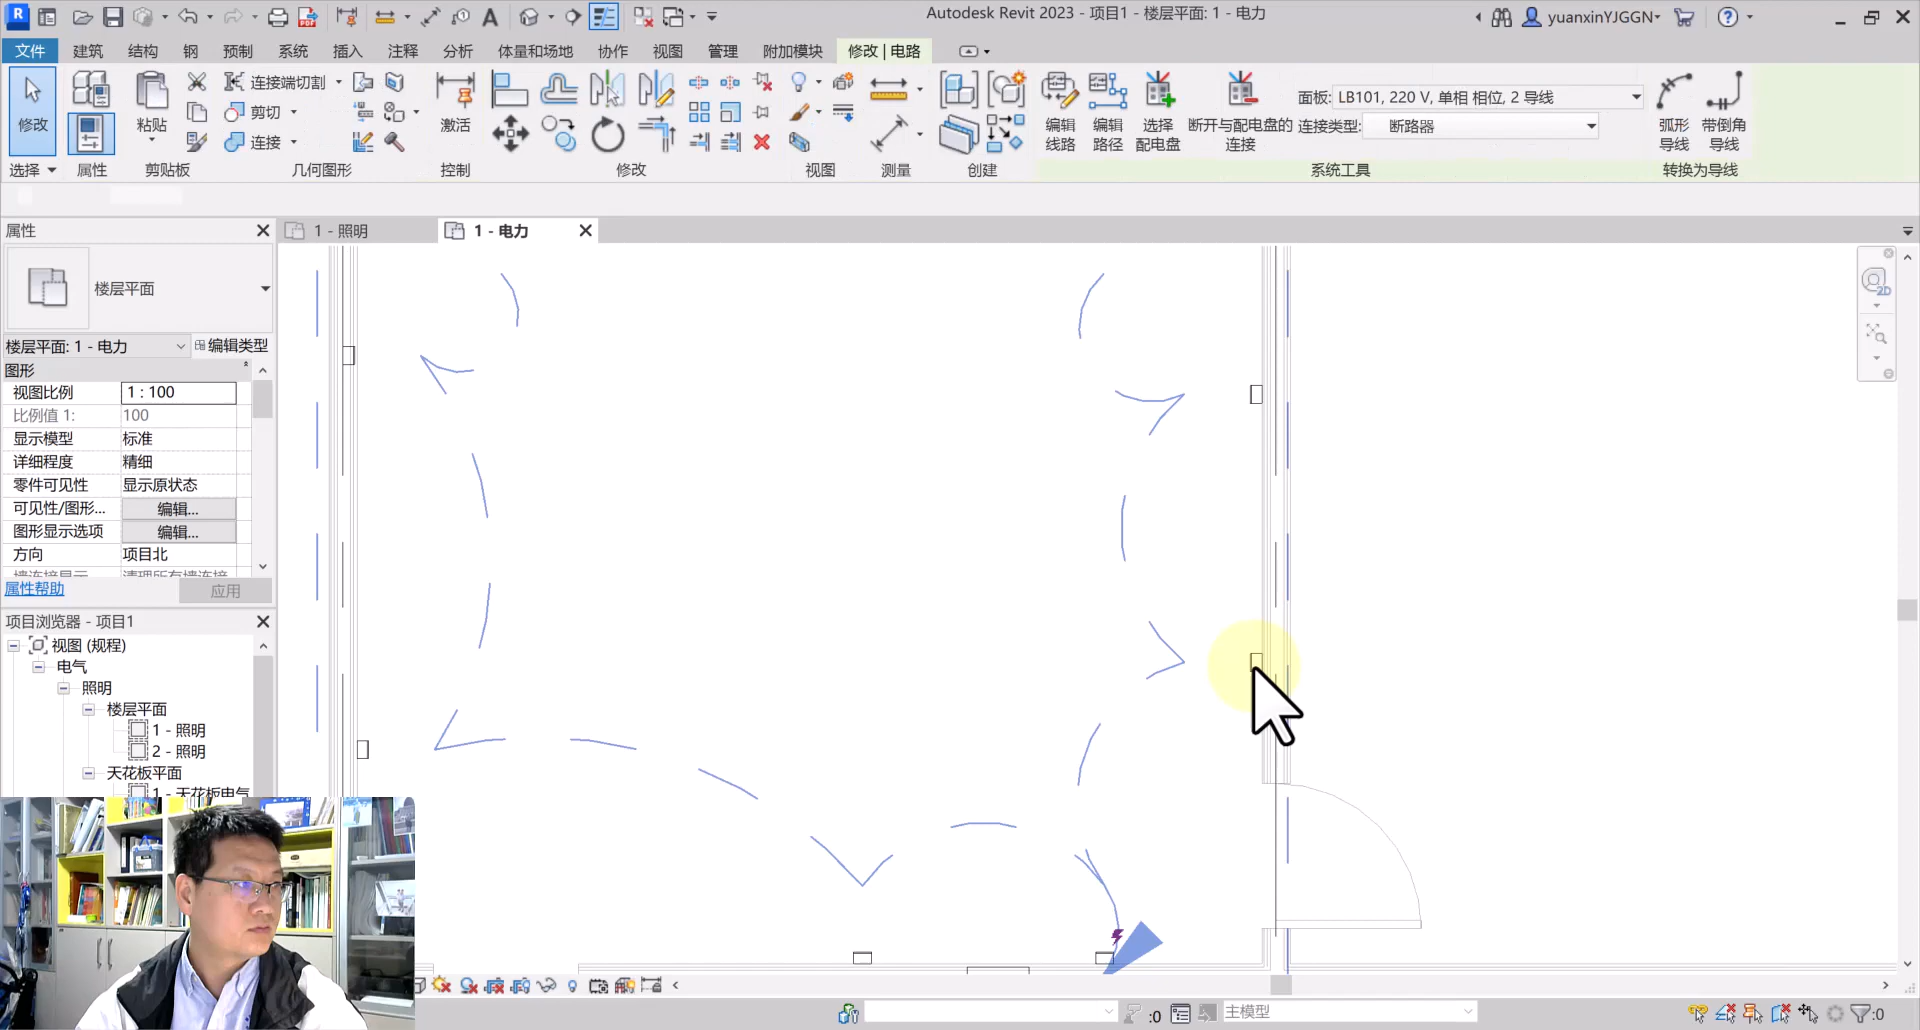 Autodesk Revit 2023 - 项目1 - 楼层平面: 1 - 电力
yuanxinYJGGN
文件 建筑 结构 钢 预制 系统 插入 注释 分析 体量和场地 协作 视图 管理 附加模块 修改 | 电路
修改
粘贴
连接端切割
剪切
连接
激活
编辑线路
编辑路径
选择配电盘
断开与配电盘的连接
面板: LB101, 220 V, 单相 相位, 2 导线
连接类型: 断路器
弧形导线
带倒角导线
选择 属性 剪贴板 几何图形 控制 修改 视图 测量 创建 系统工具 转换为导线
属性
1 - 照明
1 - 电力
楼层平面
楼层平面: 1 - 电力
编辑类型
图形
视图比例 1 : 100
比例值 1: 100
显示模型 标准
详细程度 精细
零件可见性 显示原状态
可见性/图形... 编辑...
图形显示选项 编辑...
方向 项目北
属性帮助
应用
项目浏览器 - 项目1
视图 (规程)
电气
照明
楼层平面
1 - 照明
2 - 照明
天花板平面
1 - 天花板电气
2D
:0
主模型
:0